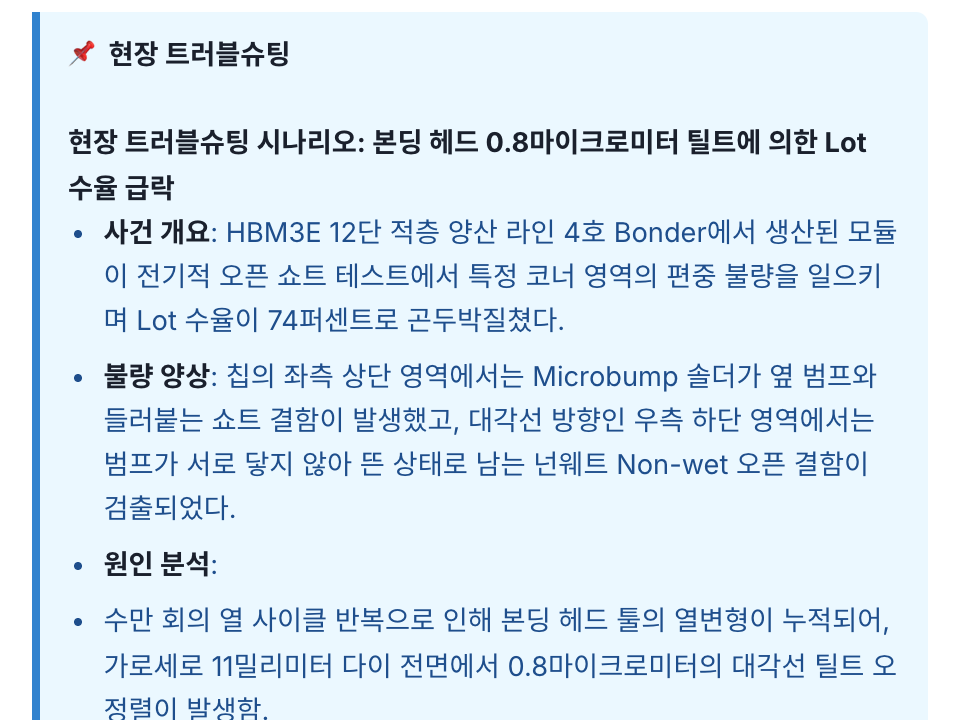 현장 트러블슈팅
현장 트러블슈팅 시나리오: 본딩 헤드 0.8마이크로미터 틸트에 의한 Lot
수율 급락
• 사건 개요: HBM3E 12단 적층 양산 라인 4호 Bonder에서 생산된 모듈
이 전기적 오픈 쇼트 테스트에서 특정 코너 영역의 편중 불량을 일으키
며 Lot 수율이 74퍼센트로 곤두박질쳤다.
• 불량 양상: 칩의 좌측 상단 영역에서는 Microbump 솔더가 옆 범프와
들러붙는 쇼트 결함이 발생했고, 대각선 방향인 우측 하단 영역에서는
범프가 서로 닿지 않아 뜬 상태로 남는 넌웨트 Non-wet 오픈 결함이
검출되었다.
• 원인 분석:
• 수만 회의 열 사이클 반복으로 인해 본딩 헤드 툴의 열변형이 누적되어,
가로세로 11밀리미터 다이 전면에서 0.8마이크로미터의 대각선 틸트 오
정렬이 발생함.